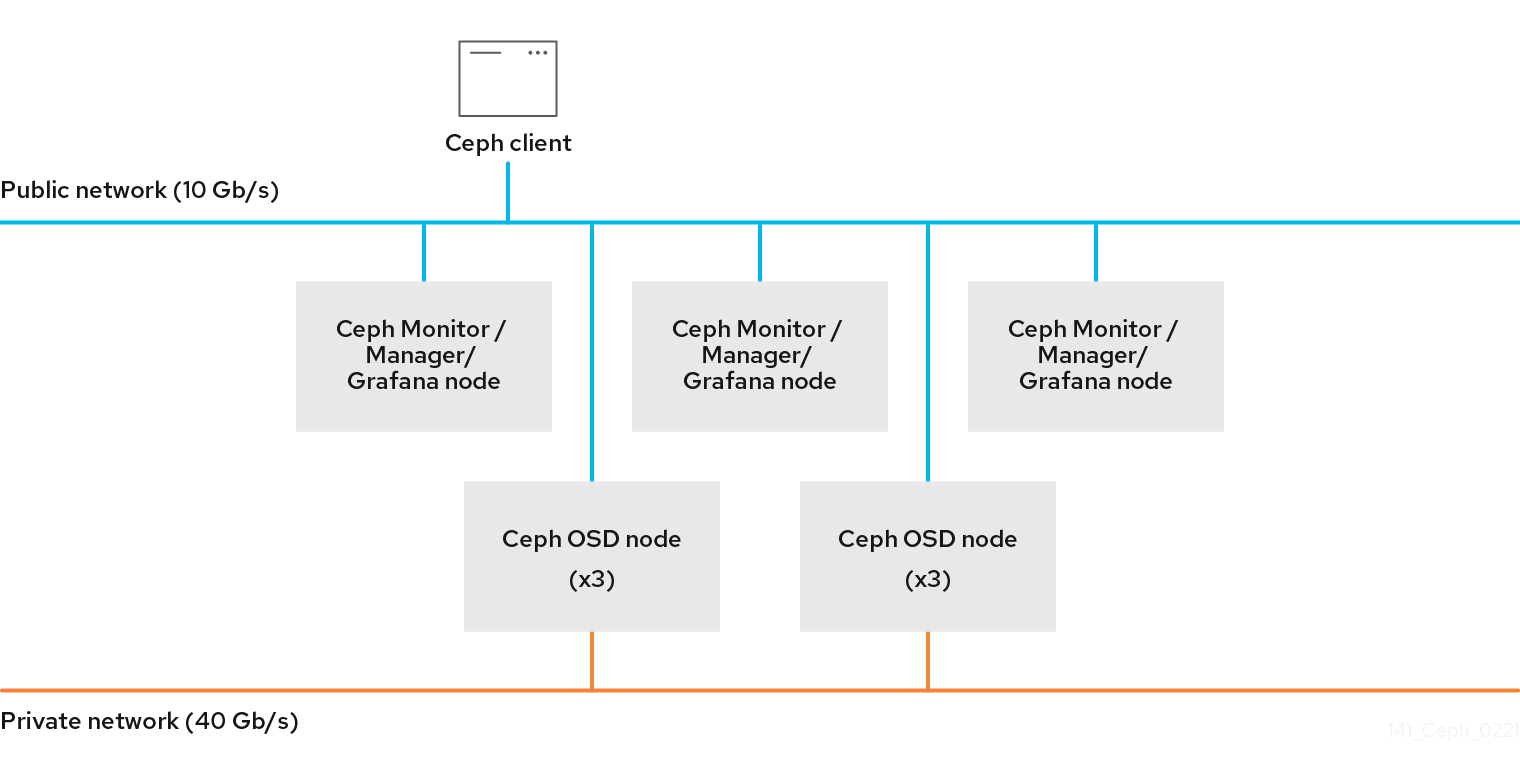 Ceph client
Public network (10 Gb/s)
Ceph Monitor /
Manager/
Grafana node
Ceph Monitor /
Manager/
Grafana node
Ceph Monitor /
Manager/
Grafana node
Ceph OSD node
(x3)
Ceph OSD node
(x3)
Private network (40 Gb/s)
141_Ceph_0221